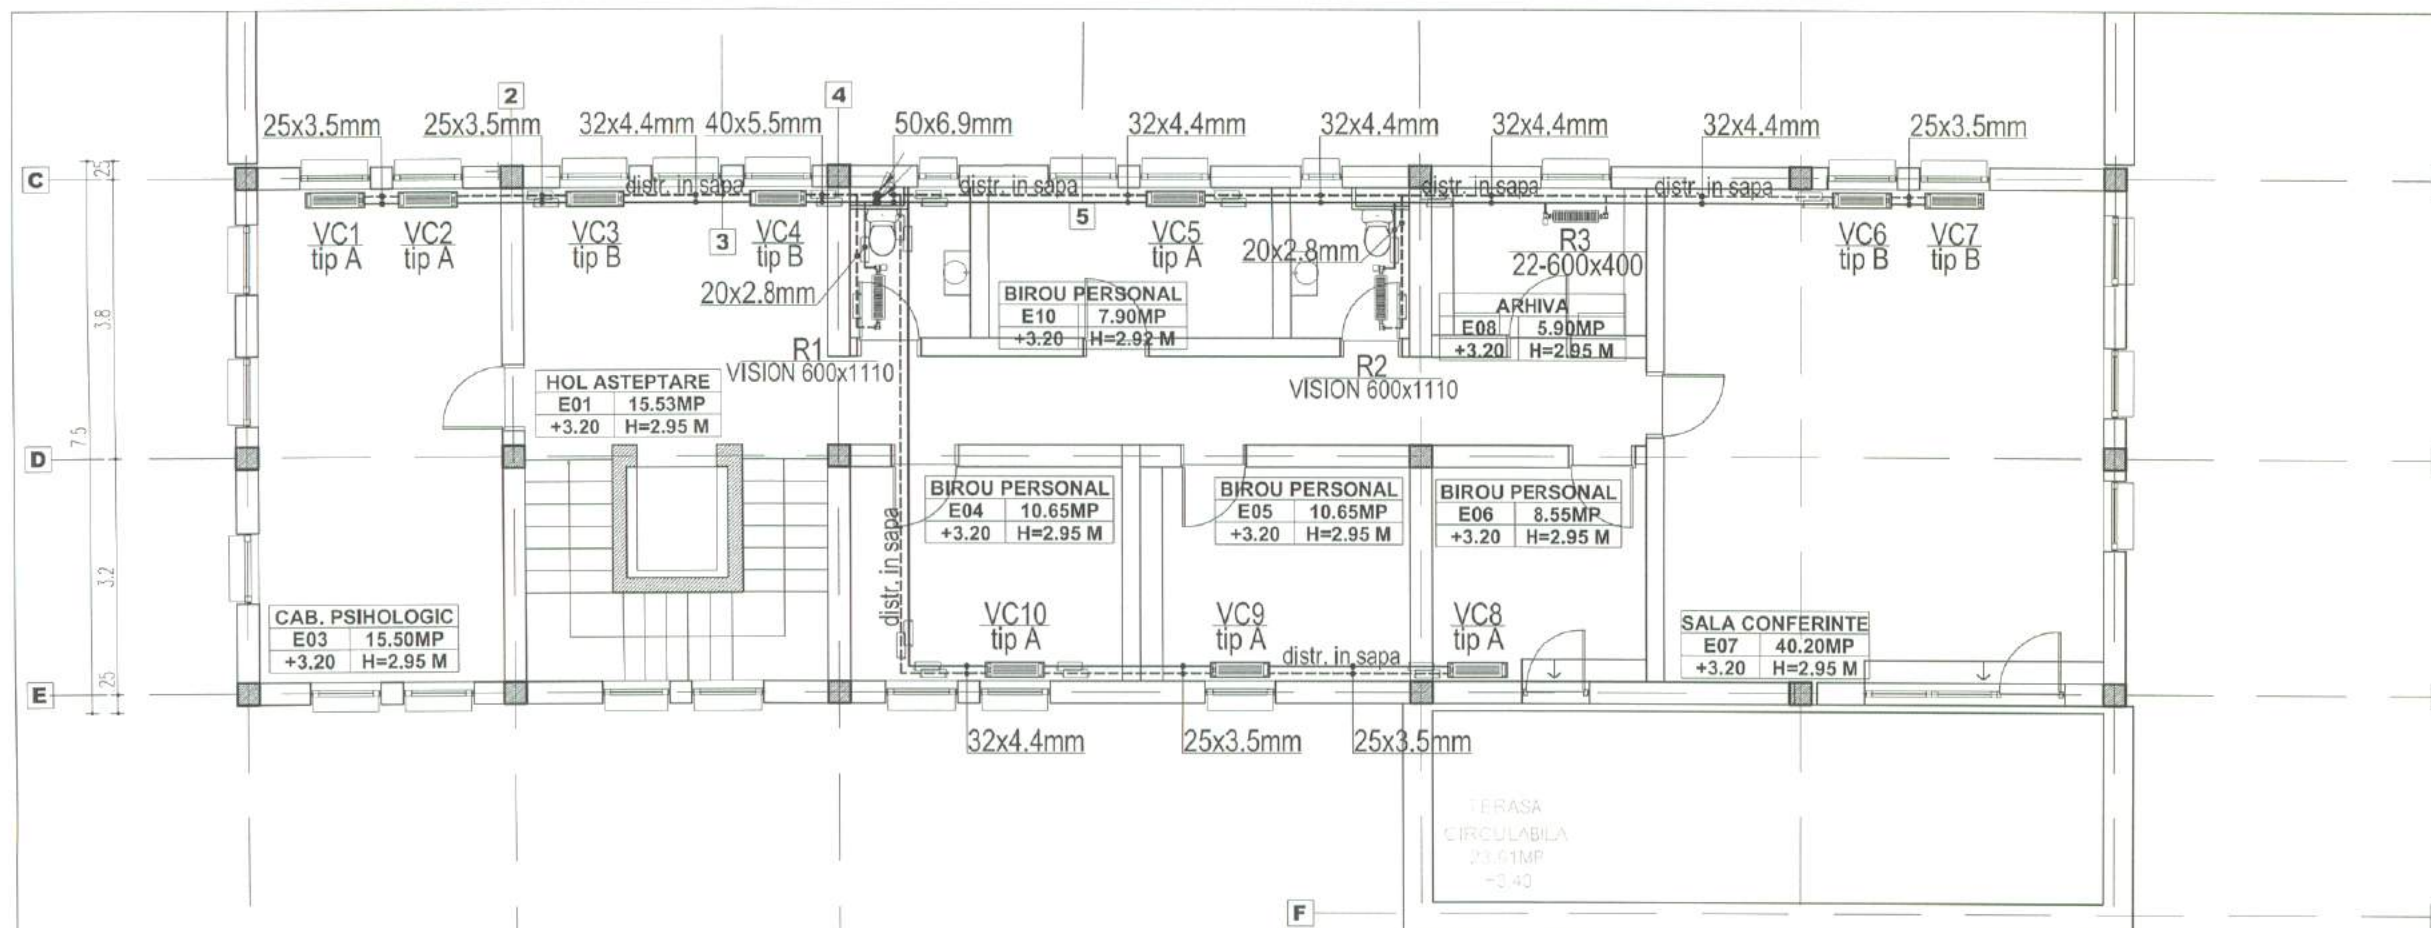 2
4
25x3.5mm
25x3.5mm
32x4.4mm
40x5.5mm
50x6.9mm
32x4.4mm
32x4.4mm
32x4.4mm
32x4.4mm
25x3.5mm
C
25
distr. in sapa
distr. in sapa
distr. in sapa
distr. in sapa
VC1
tip A
VC2
tip A
VC3
tip B
3
VC4
tip B
5
VC5
tip A
20x2.8mm
R3
22-600x400
VC6
tip B
VC7
tip B
20x2.8mm
3.8
BIROU PERSONAL
E10 7.90MP
+3.20 H=2.92 M
ARHIVA
E08 5.90MP
+3.20 H=2.95 M
R1
VISION 600x1110
R2
VISION 600x1110
HOL ASTEPTARE
E01 15.53MP
+3.20 H=2.95 M
7.5
D
BIROU PERSONAL
E04 10.65MP
+3.20 H=2.95 M
BIROU PERSONAL
E05 10.65MP
+3.20 H=2.95 M
BIROU PERSONAL
E06 8.55MP
+3.20 H=2.95 M
distr. in sapa
3.2
CAB. PSIHOLOGIC
E03 15.50MP
+3.20 H=2.95 M
VC10
tip A
VC9
tip A
VC8
tip A
distr. in sapa
SALA CONFERINTE
E07 40.20MP
+3.20 H=2.95 M
25
E
32x4.4mm
25x3.5mm
25x3.5mm
TERASA
CIRCULABILA
F